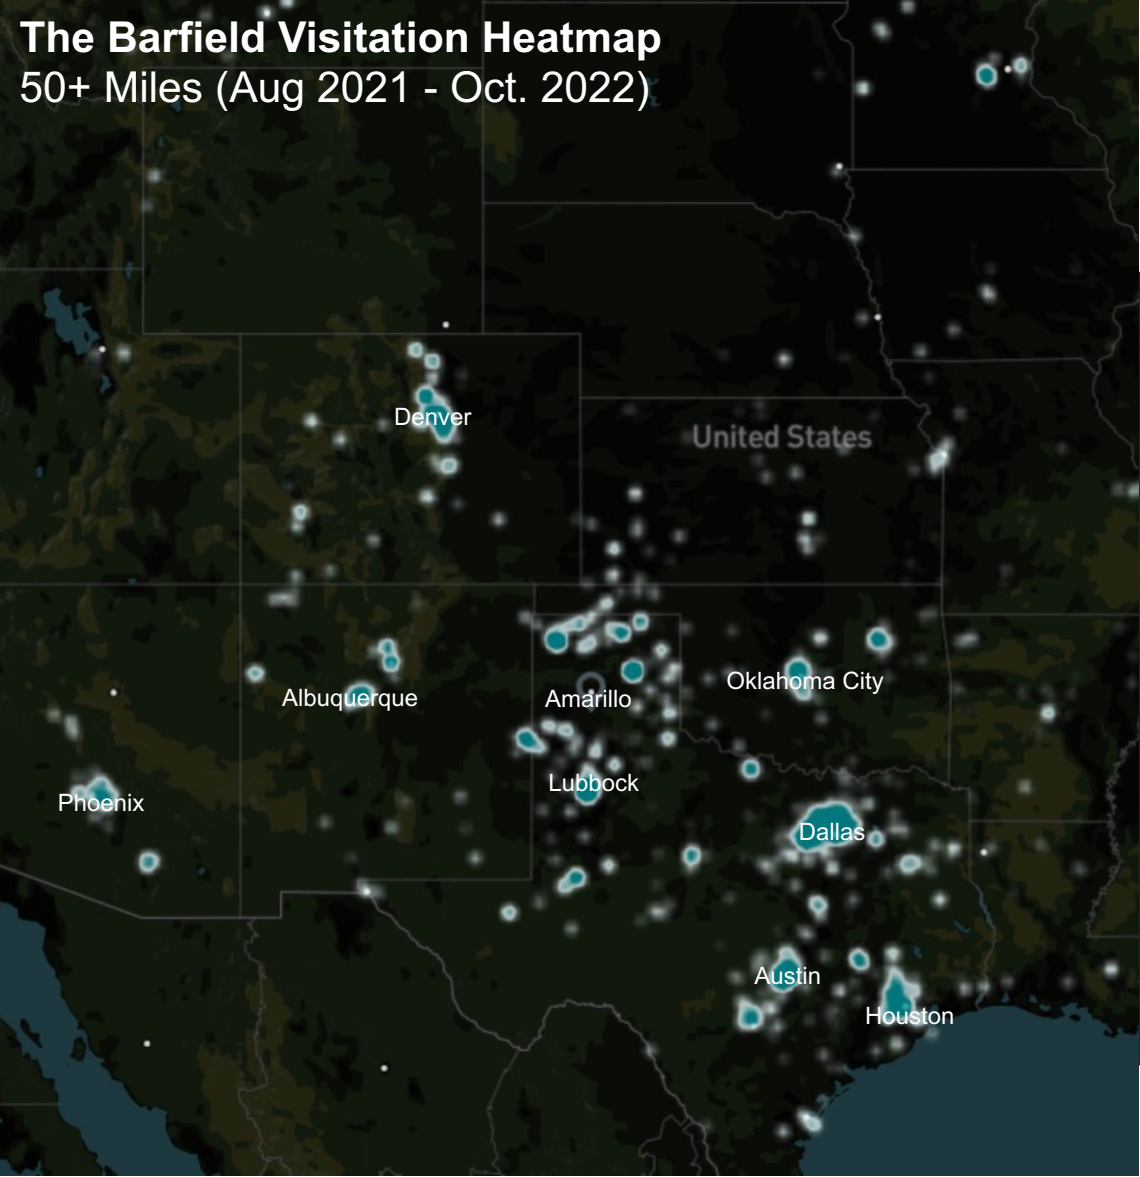 The Barfield Visitation Heatmap
50+ Miles (Aug 2021 - Oct. 2022)
Denver
United States
Oklahoma City
Albuquerque
Amarillo
Lubbock
Phoenix
Dallas
Austin
Houston